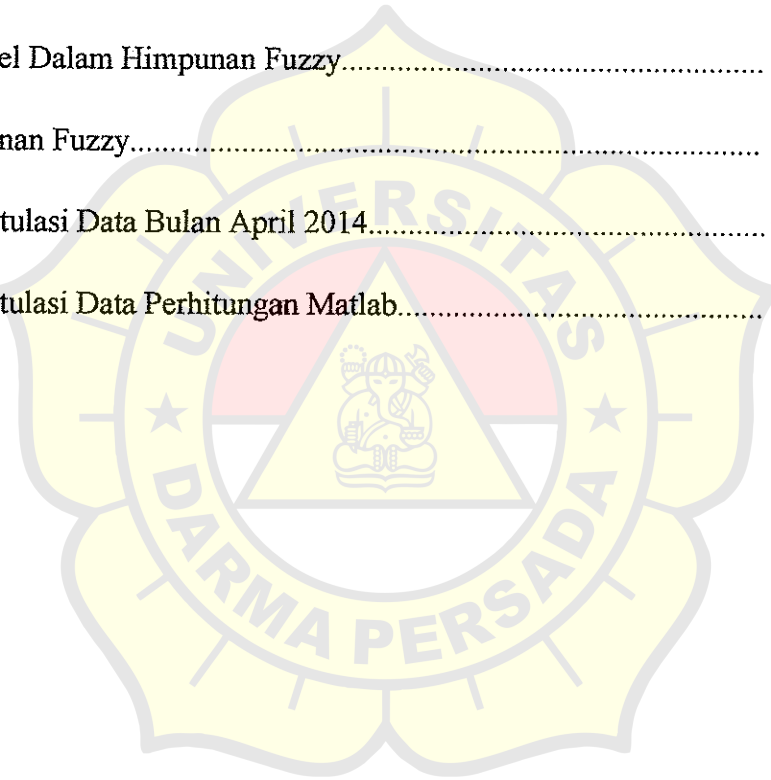 el Dalam Himpunan Fuzzy..........................................................................
nan Fuzzy..........................................................................................................
tulasi Data Bulan April 2014.....................................................................
tulasi Data Perhitungan Matlab................................................................
UNIVERSITAS
DARMA PERSADA